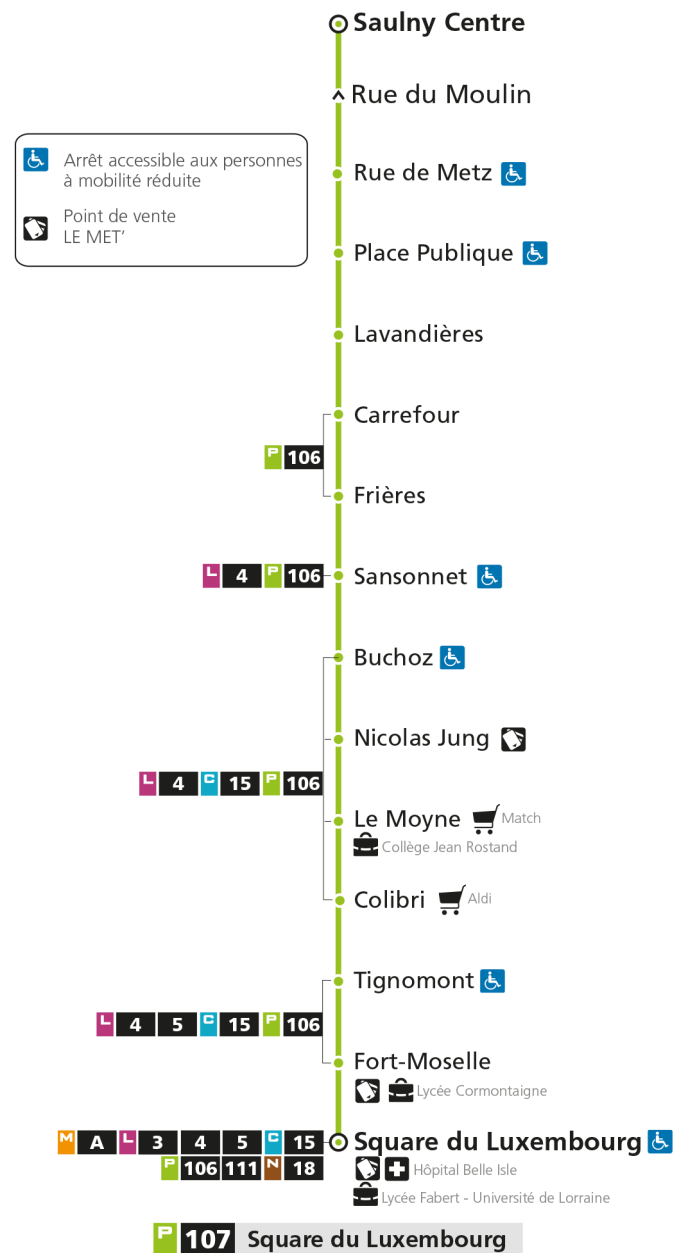 Saulny Centre
Rue du Moulin
Arrêt accessible aux personnes
à mobilité réduite
Point de vente
LE MET’
Rue de Metz
Place Publique
Lavandières
Carrefour
P 106
Frières
L 4 P 106 Sansonnet
Buchoz
Nicolas Jung
L 4 C 15 P 106
Le Moyne Match
Collège Jean Rostand
Colibri Aldi
Tignomont
L 4 5 C 15 P 106
Fort-Moselle
Lycée Cormontaigne
M A L 3 4 5 C 15 Square du Luxembourg
P 106 111 N 18 Hôpital Belle Isle
Lycée Fabert - Université de Lorraine
P 107 Square du Luxembourg